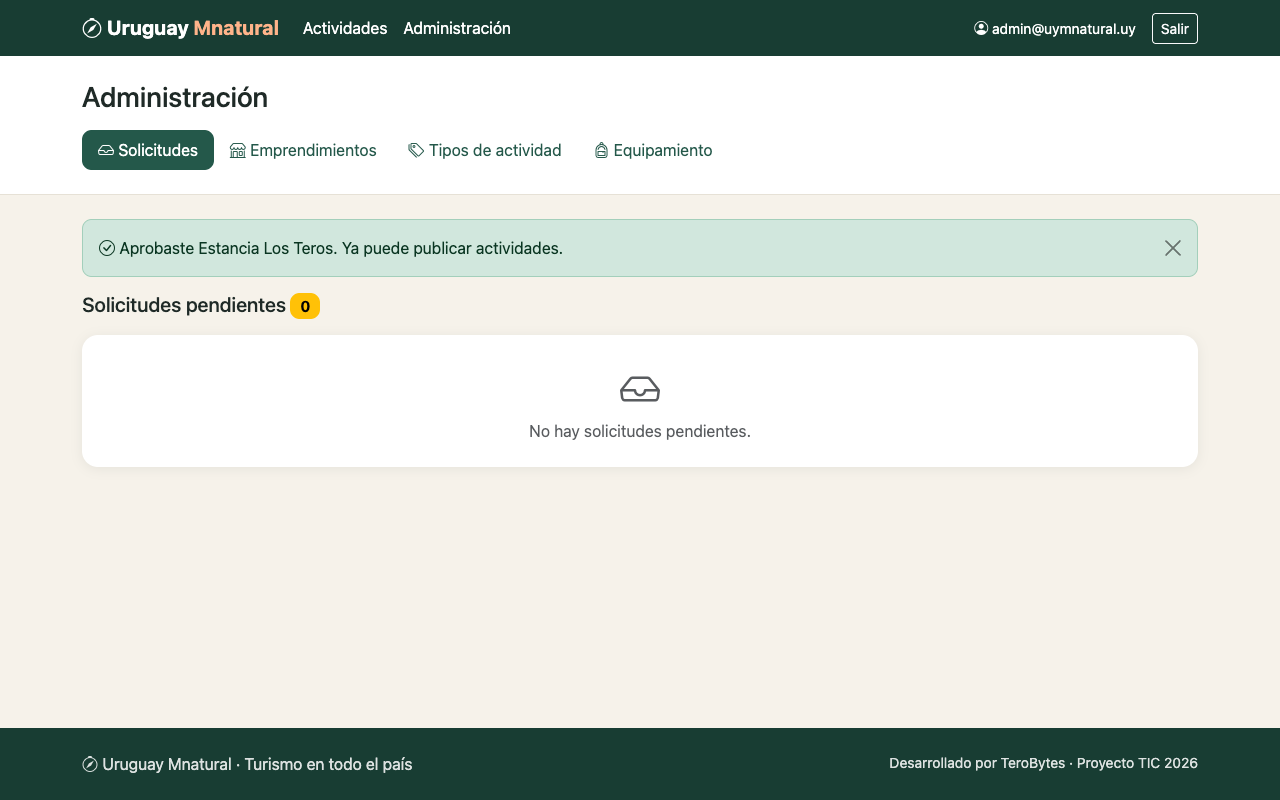 Uruguay Mnatural Actividades Administración admin@uymnatural.uy Salir
Administración
Solicitudes Emprendimientos Tipos de actividad Equipamiento
Aprobaste Estancia Los Teros. Ya puede publicar actividades.
Solicitudes pendientes 0
No hay solicitudes pendientes.
Uruguay Mnatural · Turismo en todo el país Desarrollado por TeroBytes · Proyecto TIC 2026